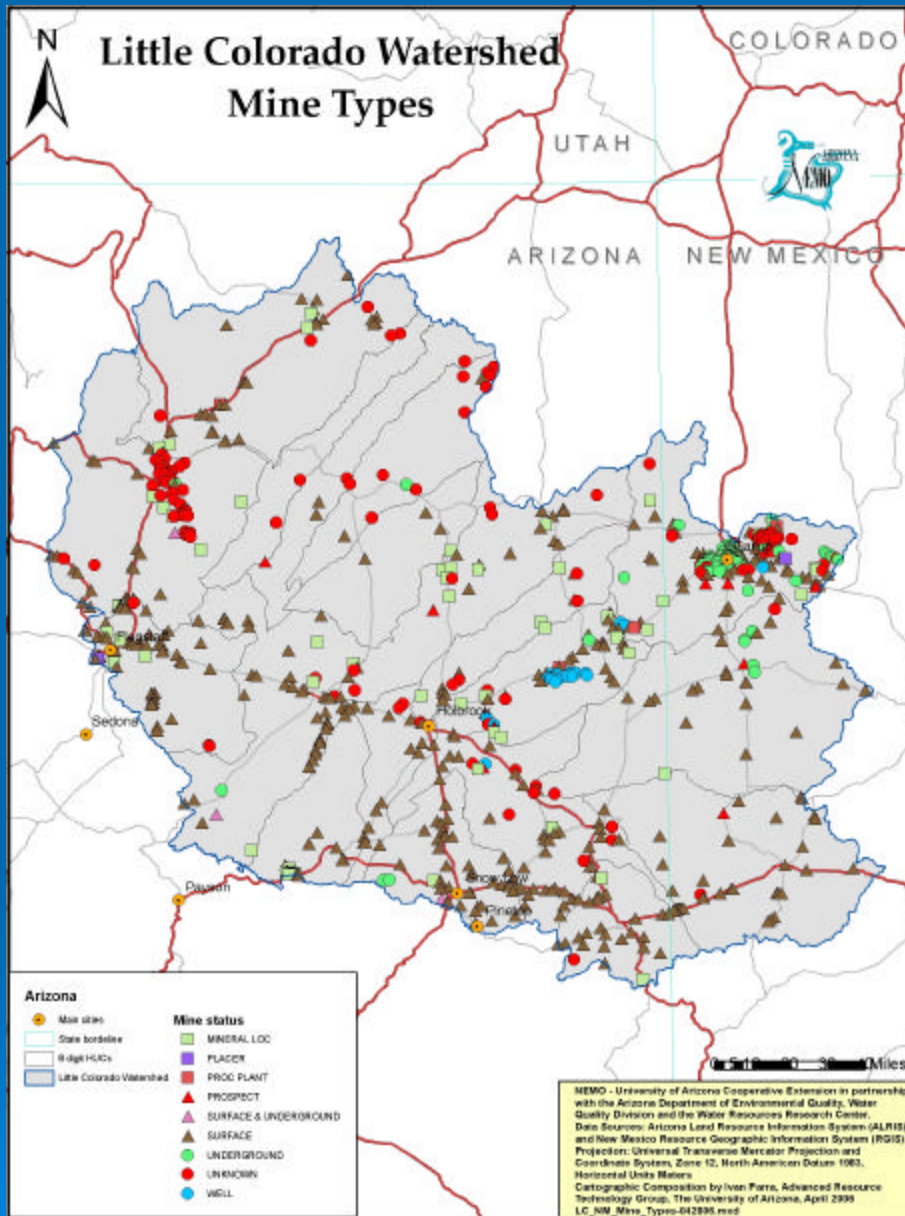 N
Little Colorado Watershed
Mine Types
COLORADO
UTAH
NEMO
ARIZONA
NEW MEXICO
Flagstaff
Sedona
Holbrook
Payson
Snowflow
Pinetop
Arizona
Main cities
State bordeline
8 digit HUCs
Little Colorado Watershed
Mine status
MINERAL LOC
PLACER
PROC PLANT
PROSPECT
SURFACE & UNDERGROUND
SURFACE
UNDERGROUND
UNKNOWN
WELL
Miles
NEMO - University of Arizona Cooperative Extension in partnership
with the Arizona Department of Environmental Quality, Water
Quality Division and the Water Resources Research Center.
Data Sources: Arizona Land Resource Information System (ALRIS)
and New Mexico Resource Geographic Information System (RGIS)
Projection: Universal Transverse Mercator Projection and
Coordinate System, Zone 12, North American Datum 1983,
Horizontal Units Meters
Cartographic Composition by Ivan Parra, Advanced Resource
Technology Group, The University of Arizona, April 2006